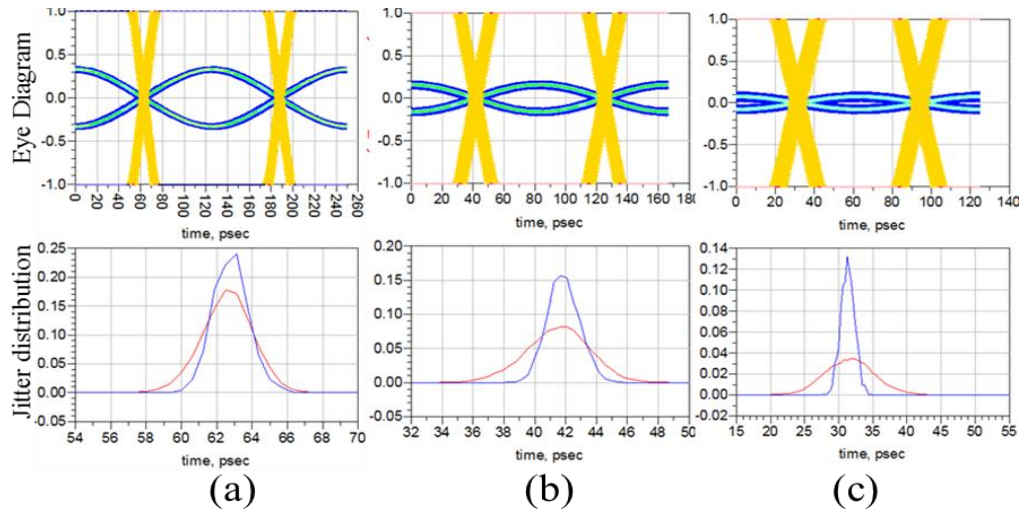 Eye Diagram
1.0
0.5
0.0
-0.5
-1.0
0 20 40 60 80 100 120 140 160 180 200 220 240 260
time, psec
1.0
0.5
0.0
-0.5
-1.0
0 20 40 60 80 100 120 140 160 180
time, psec
1.0
0.5
0.0
-0.5
-1.0
0 20 40 60 80 100 120 140
time, psec
Jitter distribution
0.25
0.20
0.15
0.10
0.05
0.00
-0.05
54 56 58 60 62 64 66 68 70
time, psec
0.20
0.15
0.10
0.05
0.00
-0.05
32 34 36 38 40 42 44 46 48 50
time, psec
0.14
0.12
0.10
0.08
0.06
0.04
0.02
0.00
-0.02
15 20 25 30 35 40 45 50 55
time, psec
(a) (b) (c)